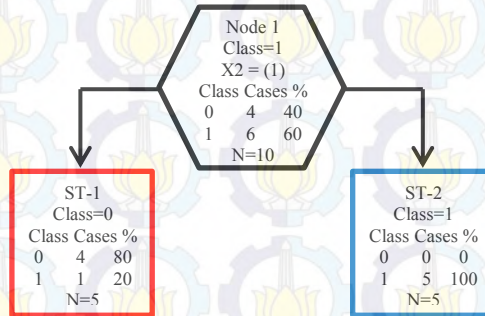 Node 1
Class=1
X2 = (1)
Class Cases %
0 4 40
1 6 60
N=10
ST-1
Class=0
Class Cases %
0 4 80
1 1 20
N=5
ST-2
Class=1
Class Cases %
0 0 0
1 5 100
N=5